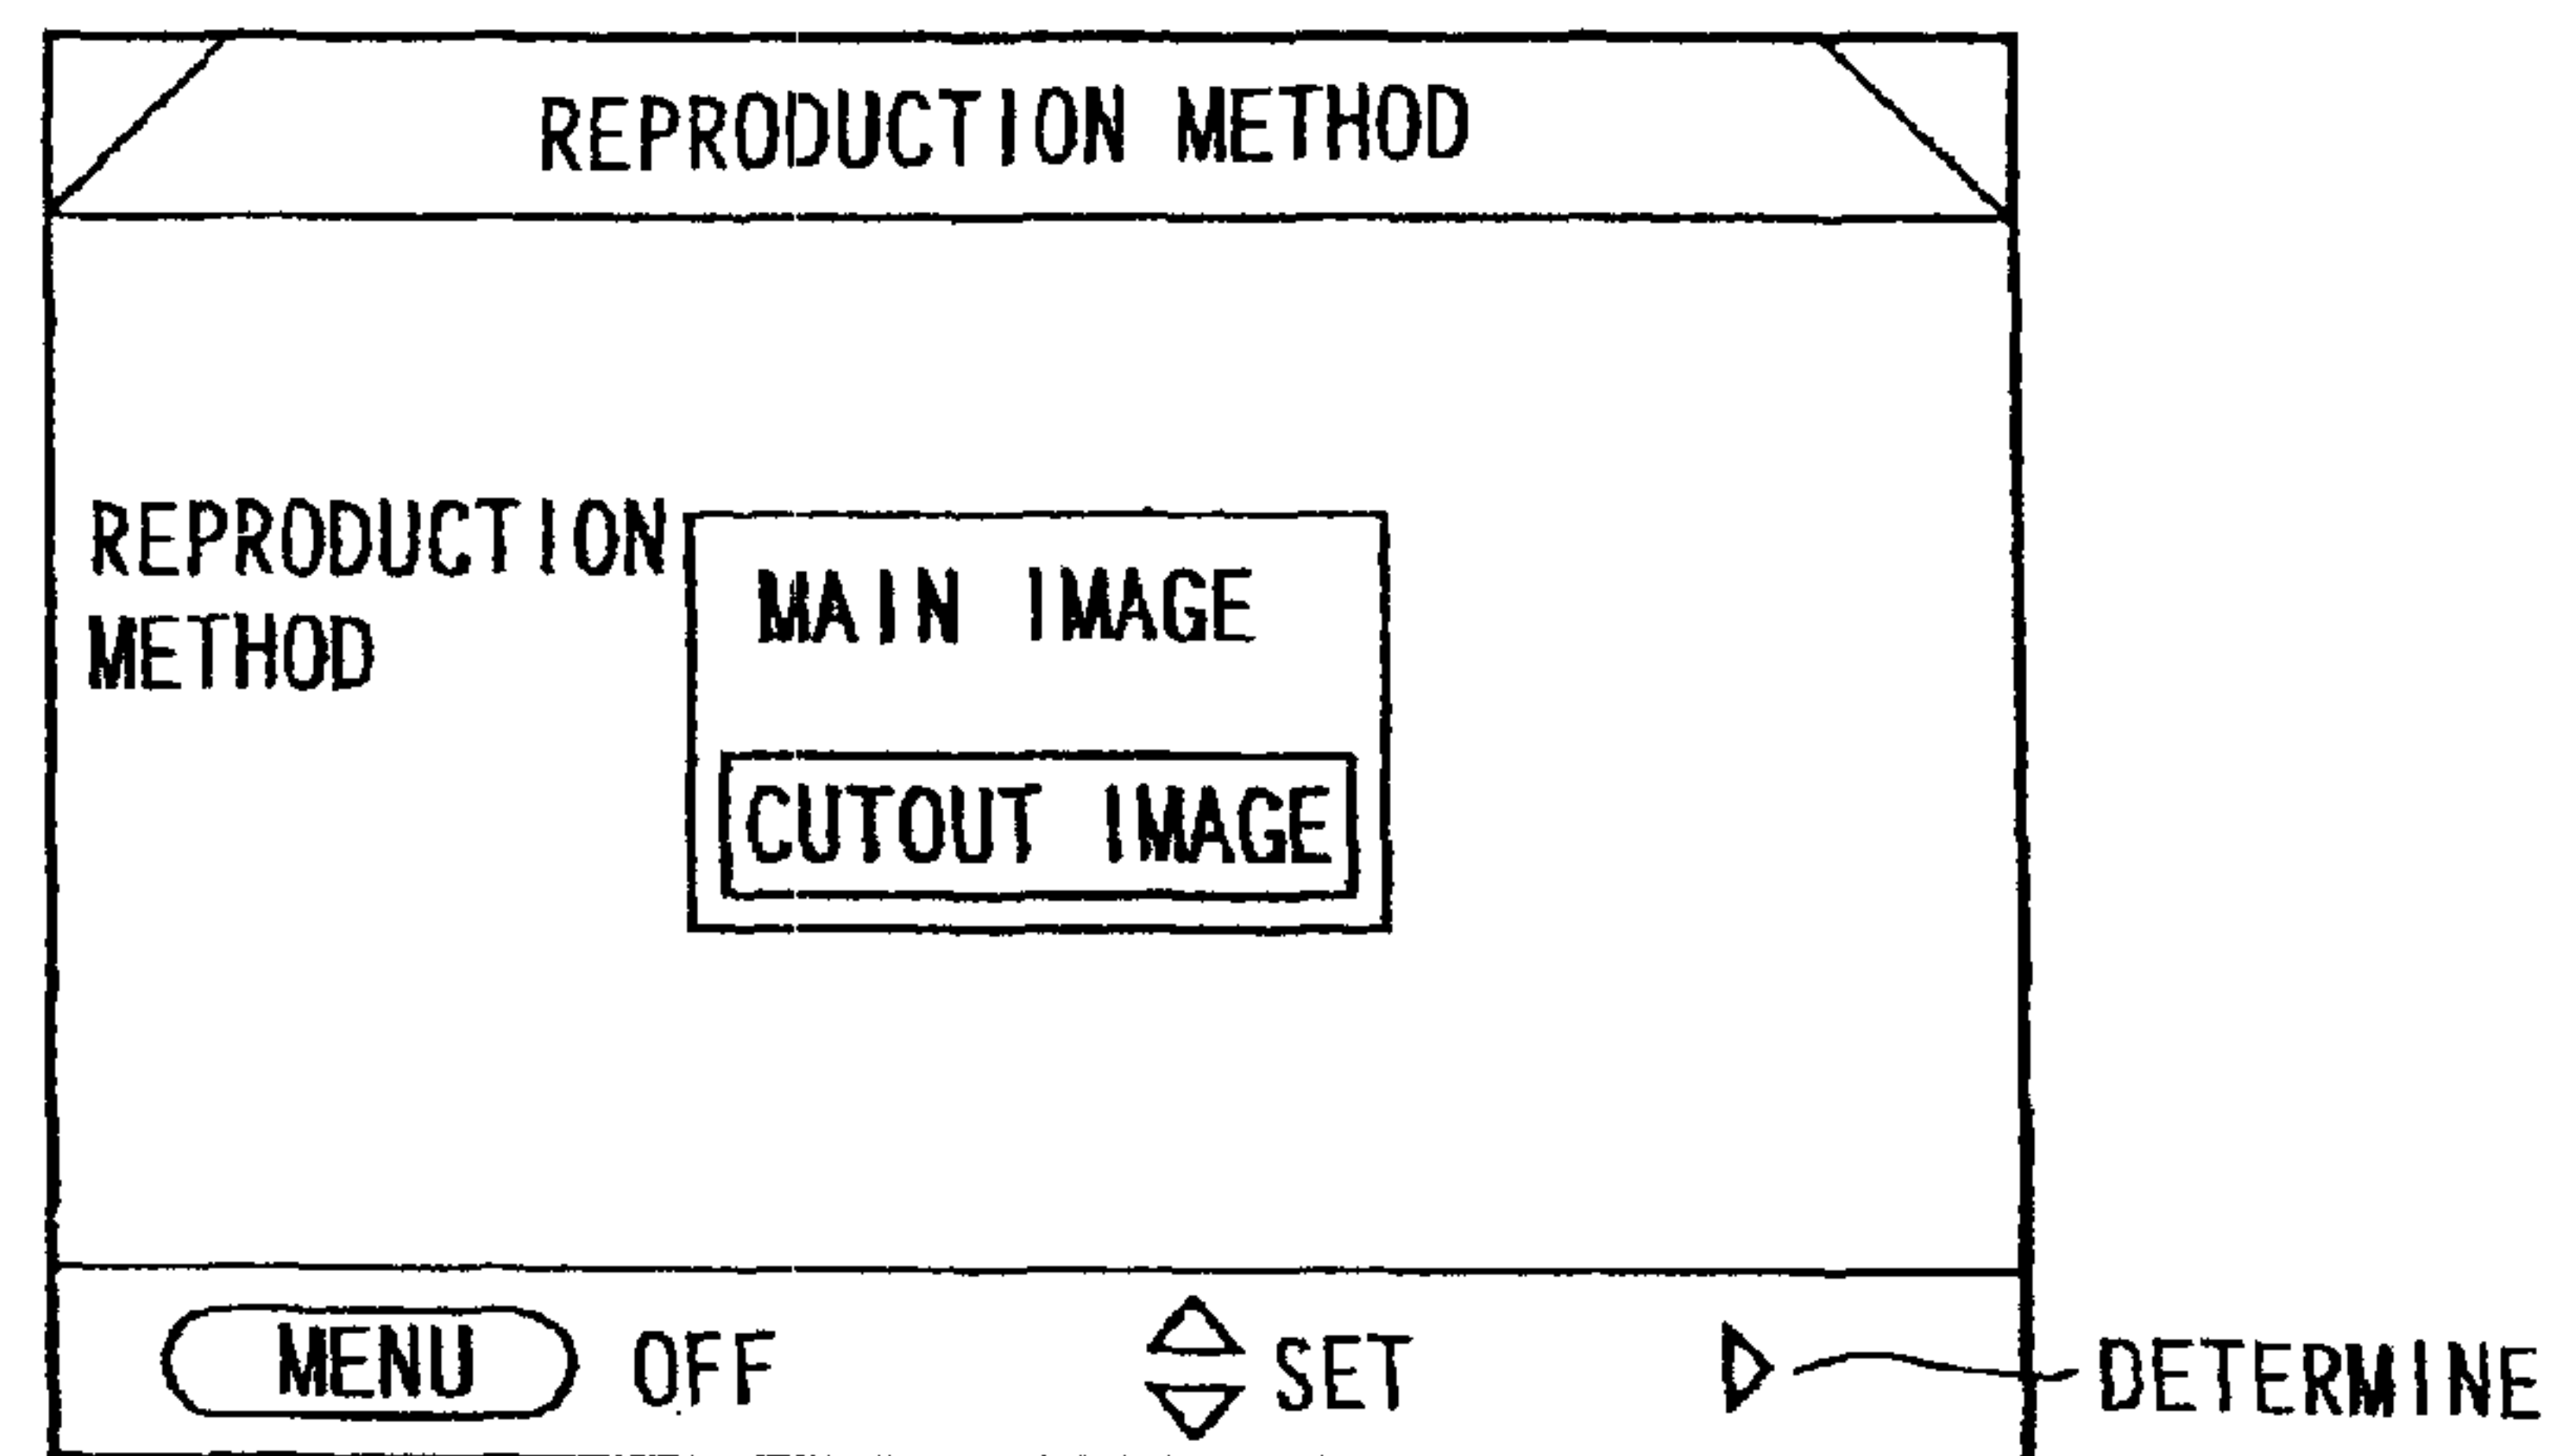 REPRODUCTION METHOD
REPRODUCTION
METHOD
MAIN IMAGE
CUTOUT IMAGE
MENU OFF SET DETERMINE